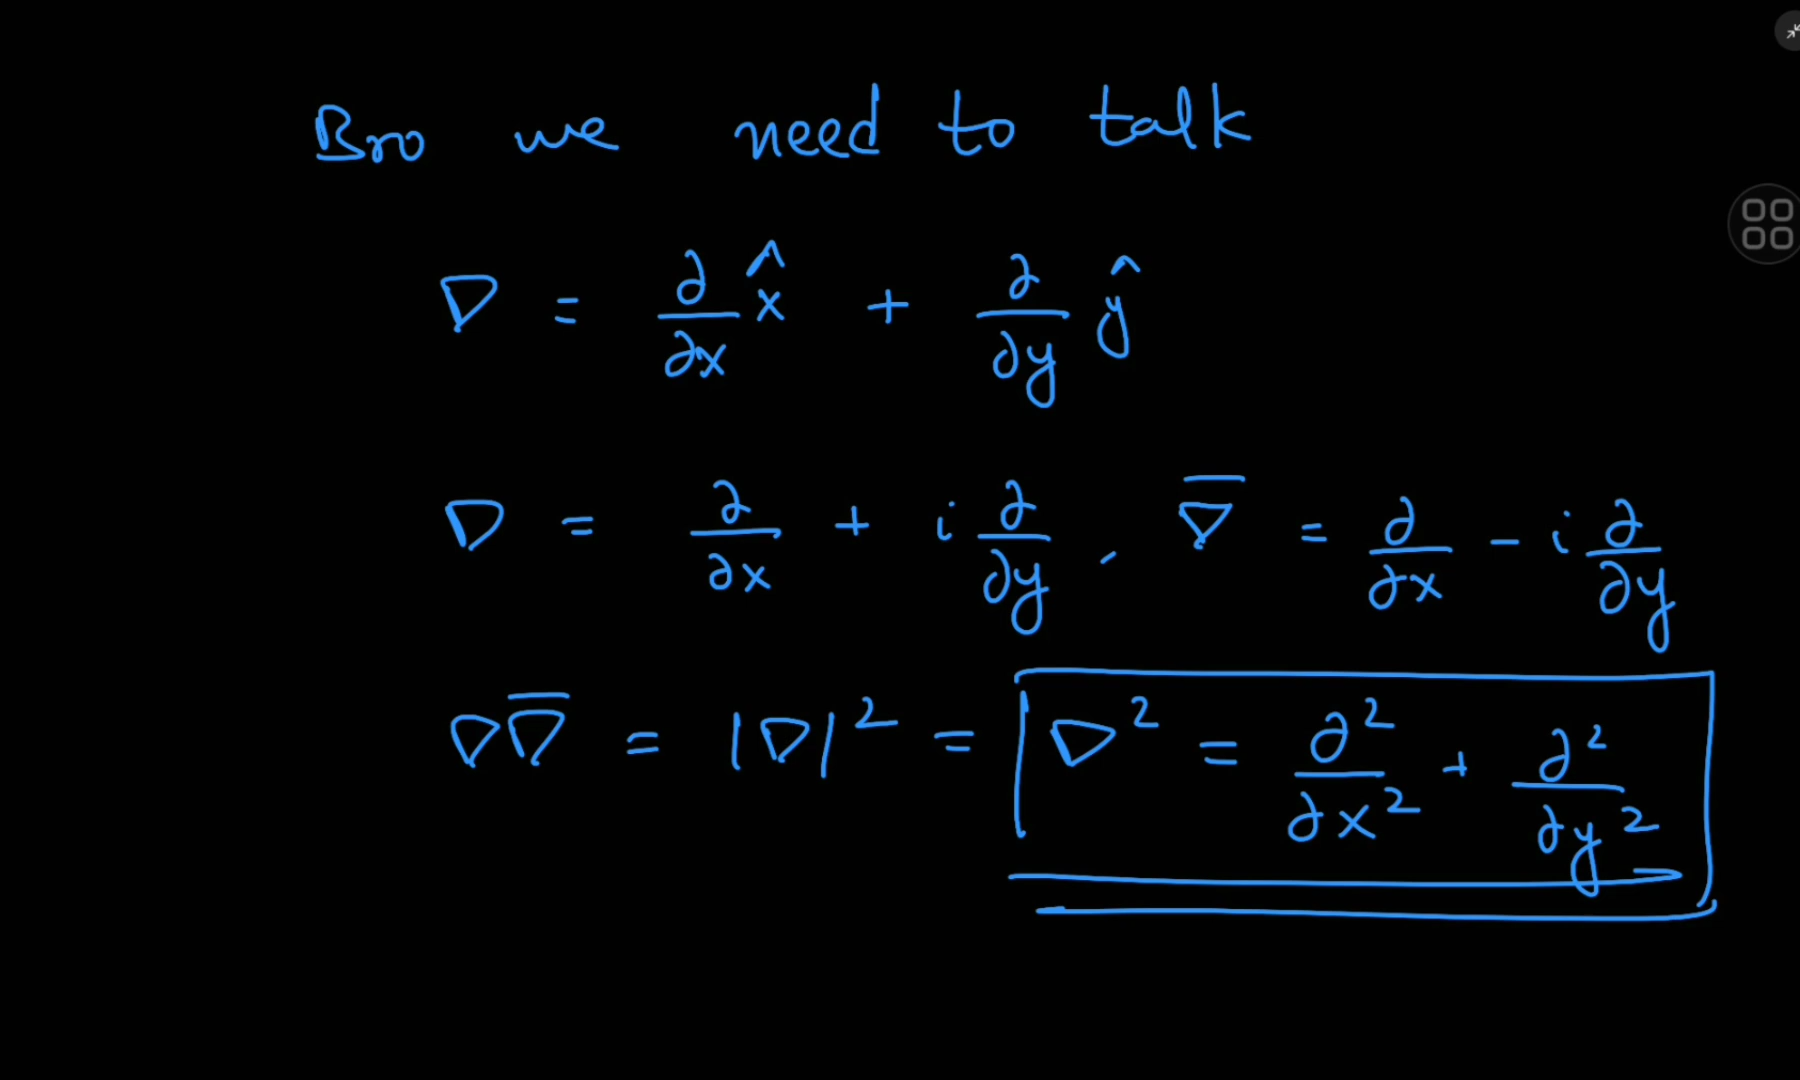 Bro we need to talk
∇ = ∂/∂x x̂ + ∂/∂y ŷ
∇ = ∂/∂x + i ∂/∂y , ∇̅ = ∂/∂x - i ∂/∂y
∇∇̅ = |∇|² = ∇² = ∂²/∂x² + ∂²/∂y²